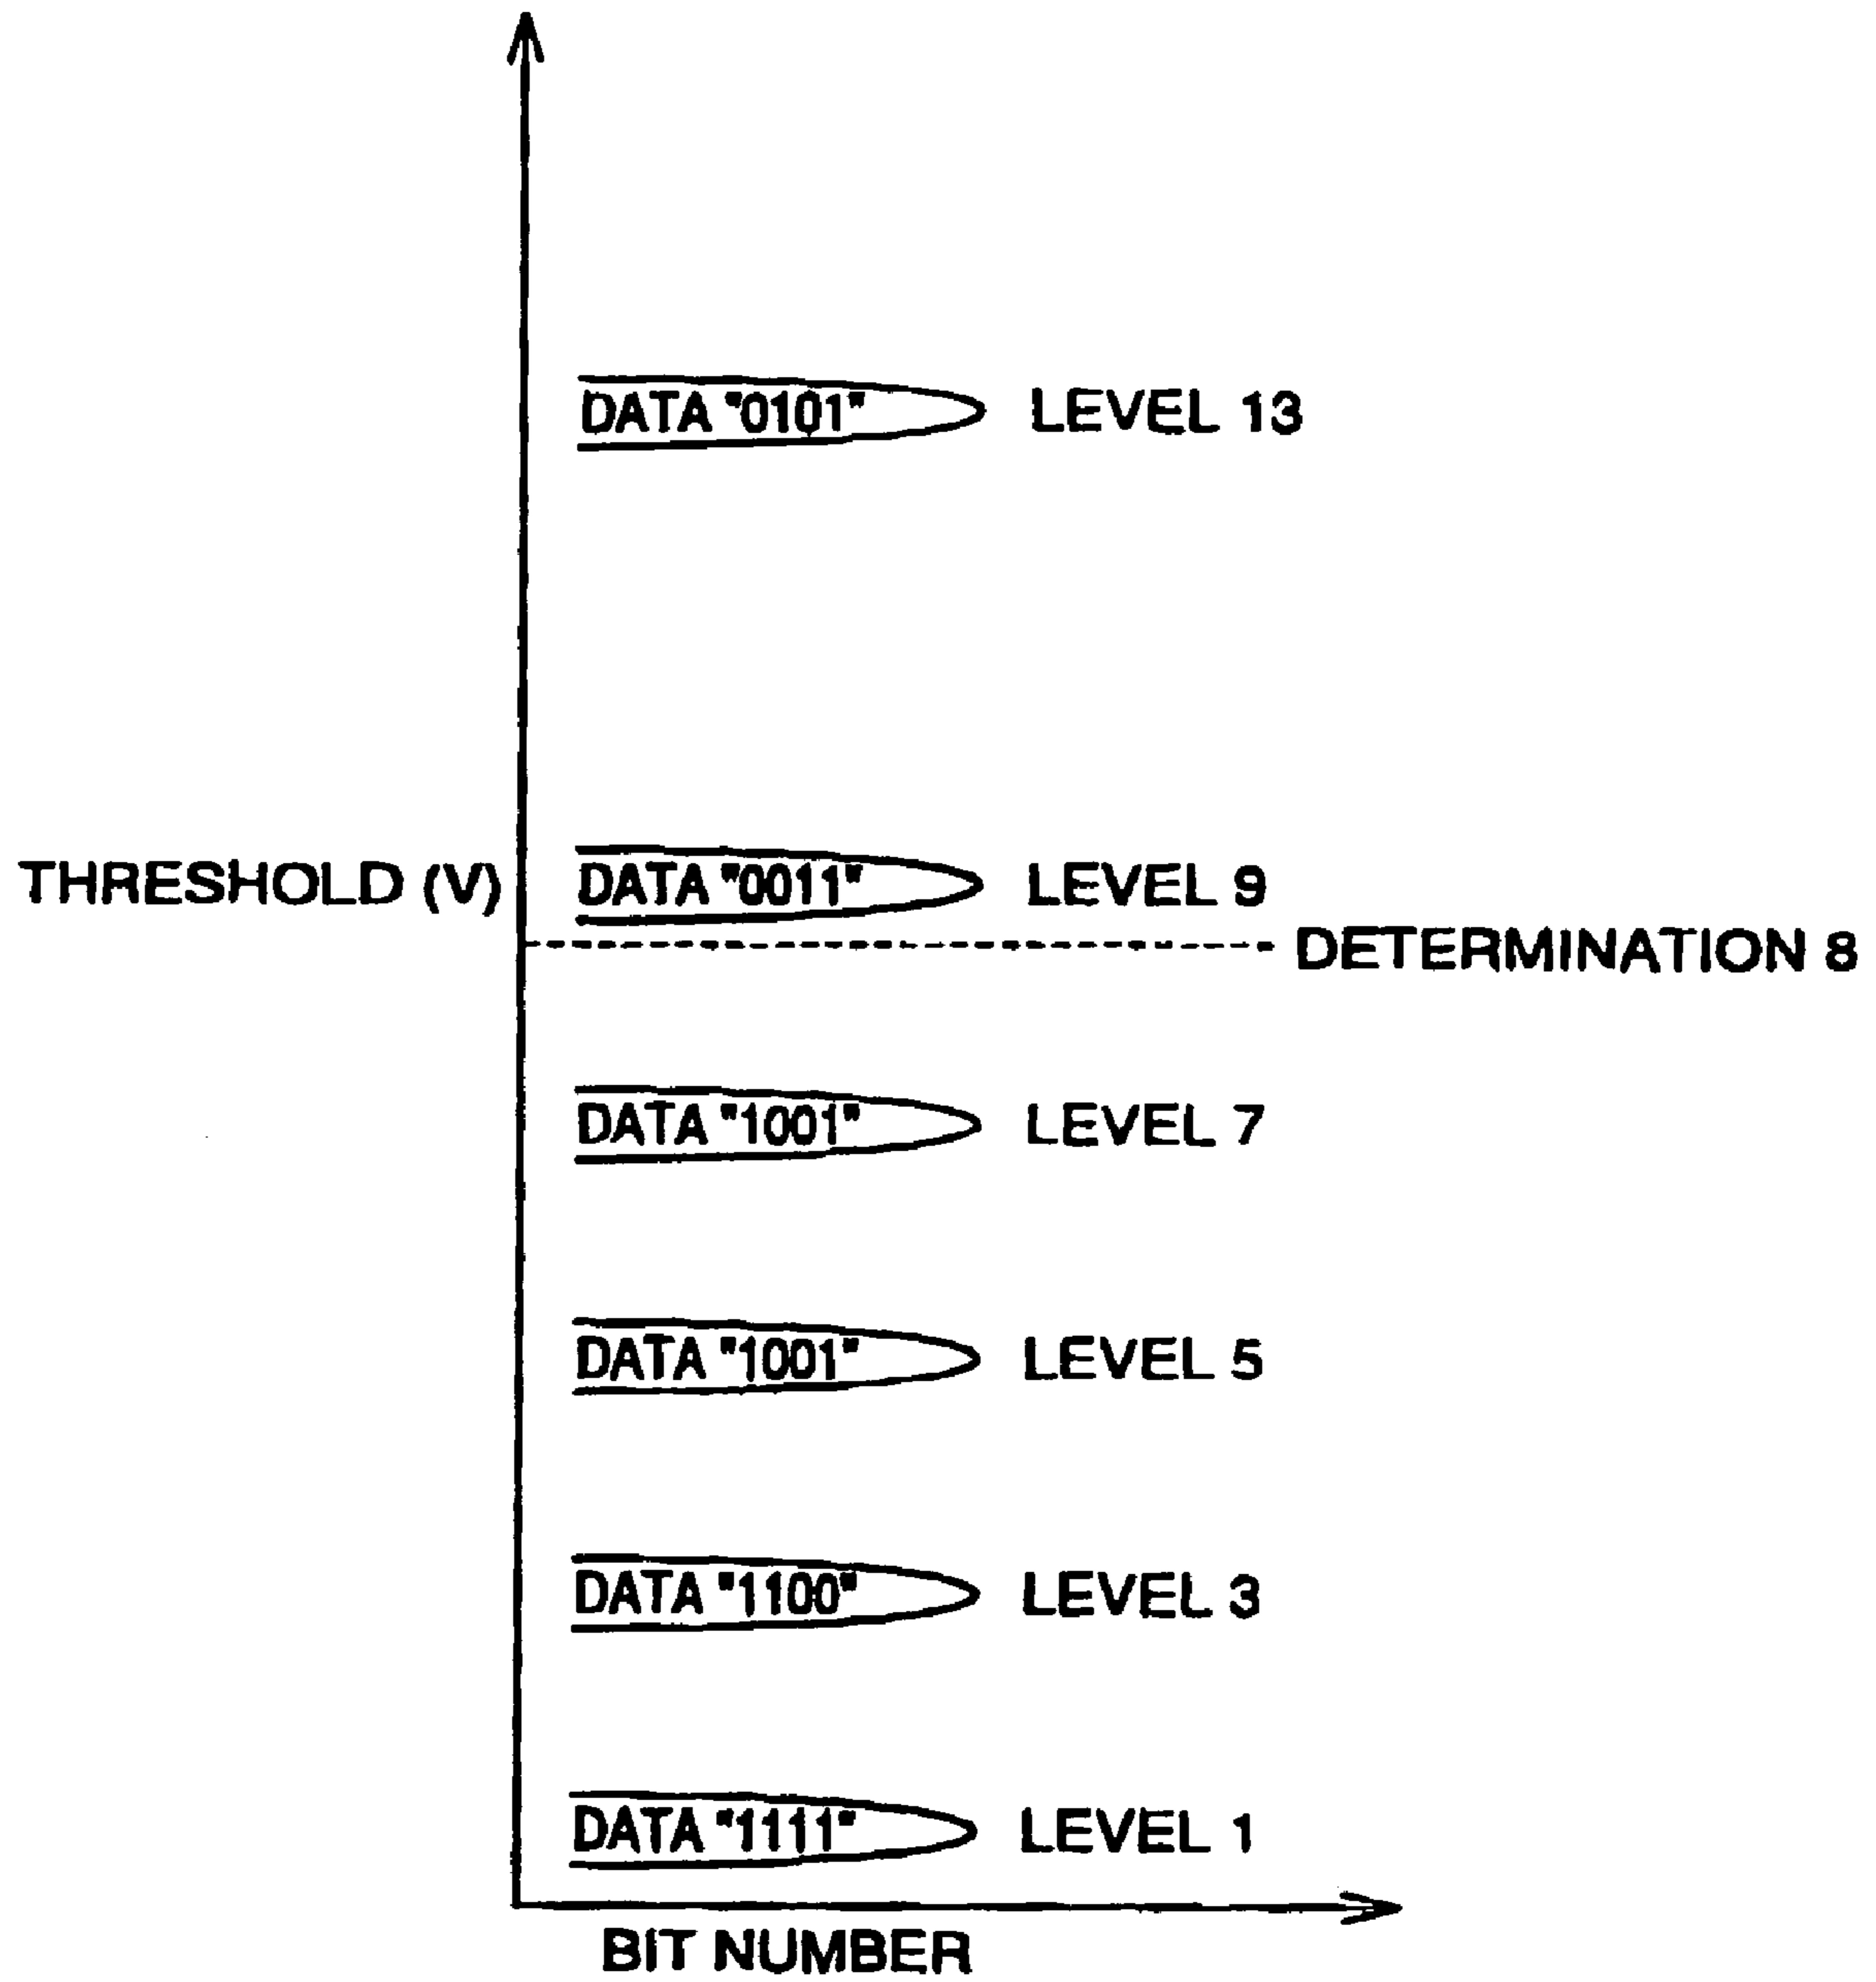 DATA "0101" LEVEL 13
THRESHOLD (V) DATA "0011" LEVEL 9
DETERMINATION 8
DATA "1001" LEVEL 7
DATA "1001" LEVEL 5
DATA "1100" LEVEL 3
DATA "1111" LEVEL 1
BIT NUMBER